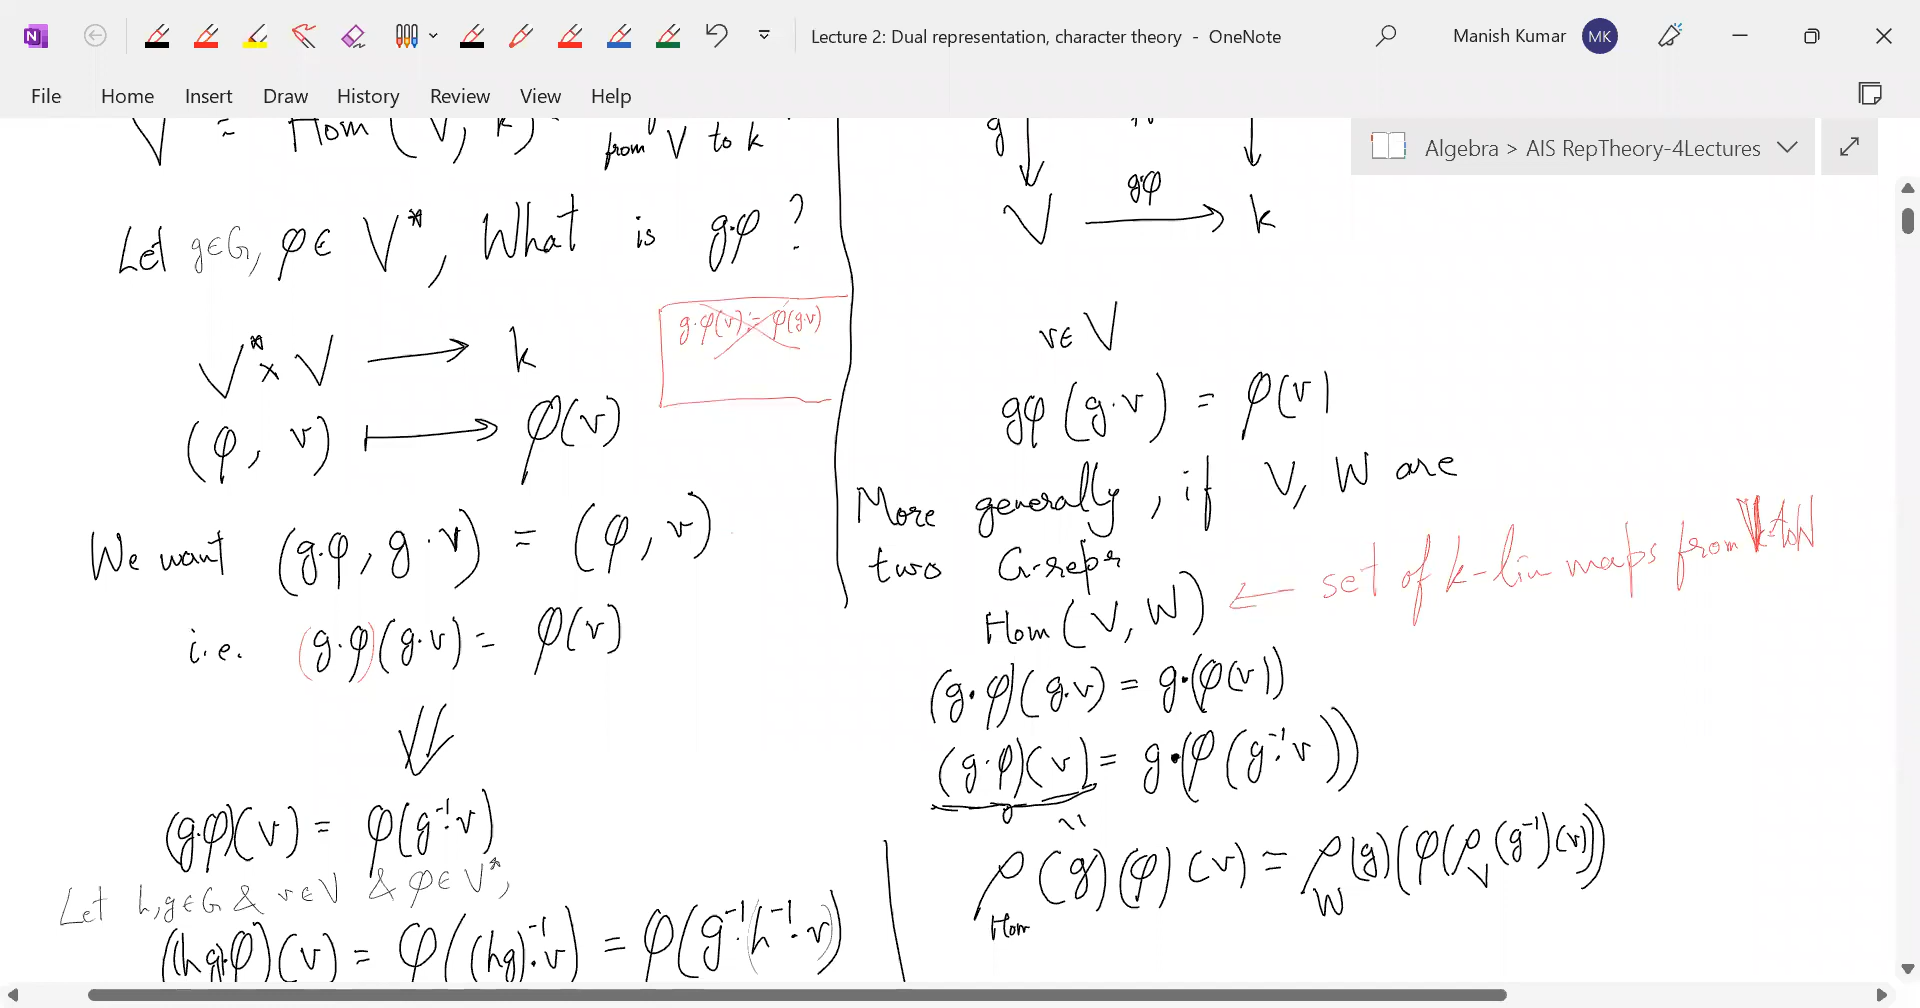 Lecture 2: Dual representation, character theory - OneNote
Manish Kumar
MK
File Home Insert Draw History Review View Help
Algebra > AIS RepTheory-4Lectures
V* = Hom(V, k) =
from V to k
Let g∈G, φ∈ V*, What is g·φ ?
V* × V ⟶ k
g·φ(v) := φ(g·v)
(φ, v) ⟼ φ(v)
We want (g·φ, g·v) = (φ, v)
i.e. (g·φ)(g·v) = φ(v)
⇓
(g·φ)(v) = φ(g⁻¹·v)
Let h,g∈G & v∈V & φ∈V*,
(hg·φ)(v) = φ((hg)⁻¹·v) = φ(g⁻¹·(h⁻¹·v)
g ↓ ↓
g·φ
V ⟶ k
v∈ V
gφ(g·v) = φ(v)
More generally, if V, W are
two G-reps
Hom(V, W) ← set of k-lin maps from V to W
(g·φ)(g·v) = g·(φ(v))
(g·φ)(v) = g·(φ(g⁻¹·v))
"
ρ_Hom(g)(φ)(v) = ρ_W(g)(φ(ρ_V(g⁻¹)(v)))